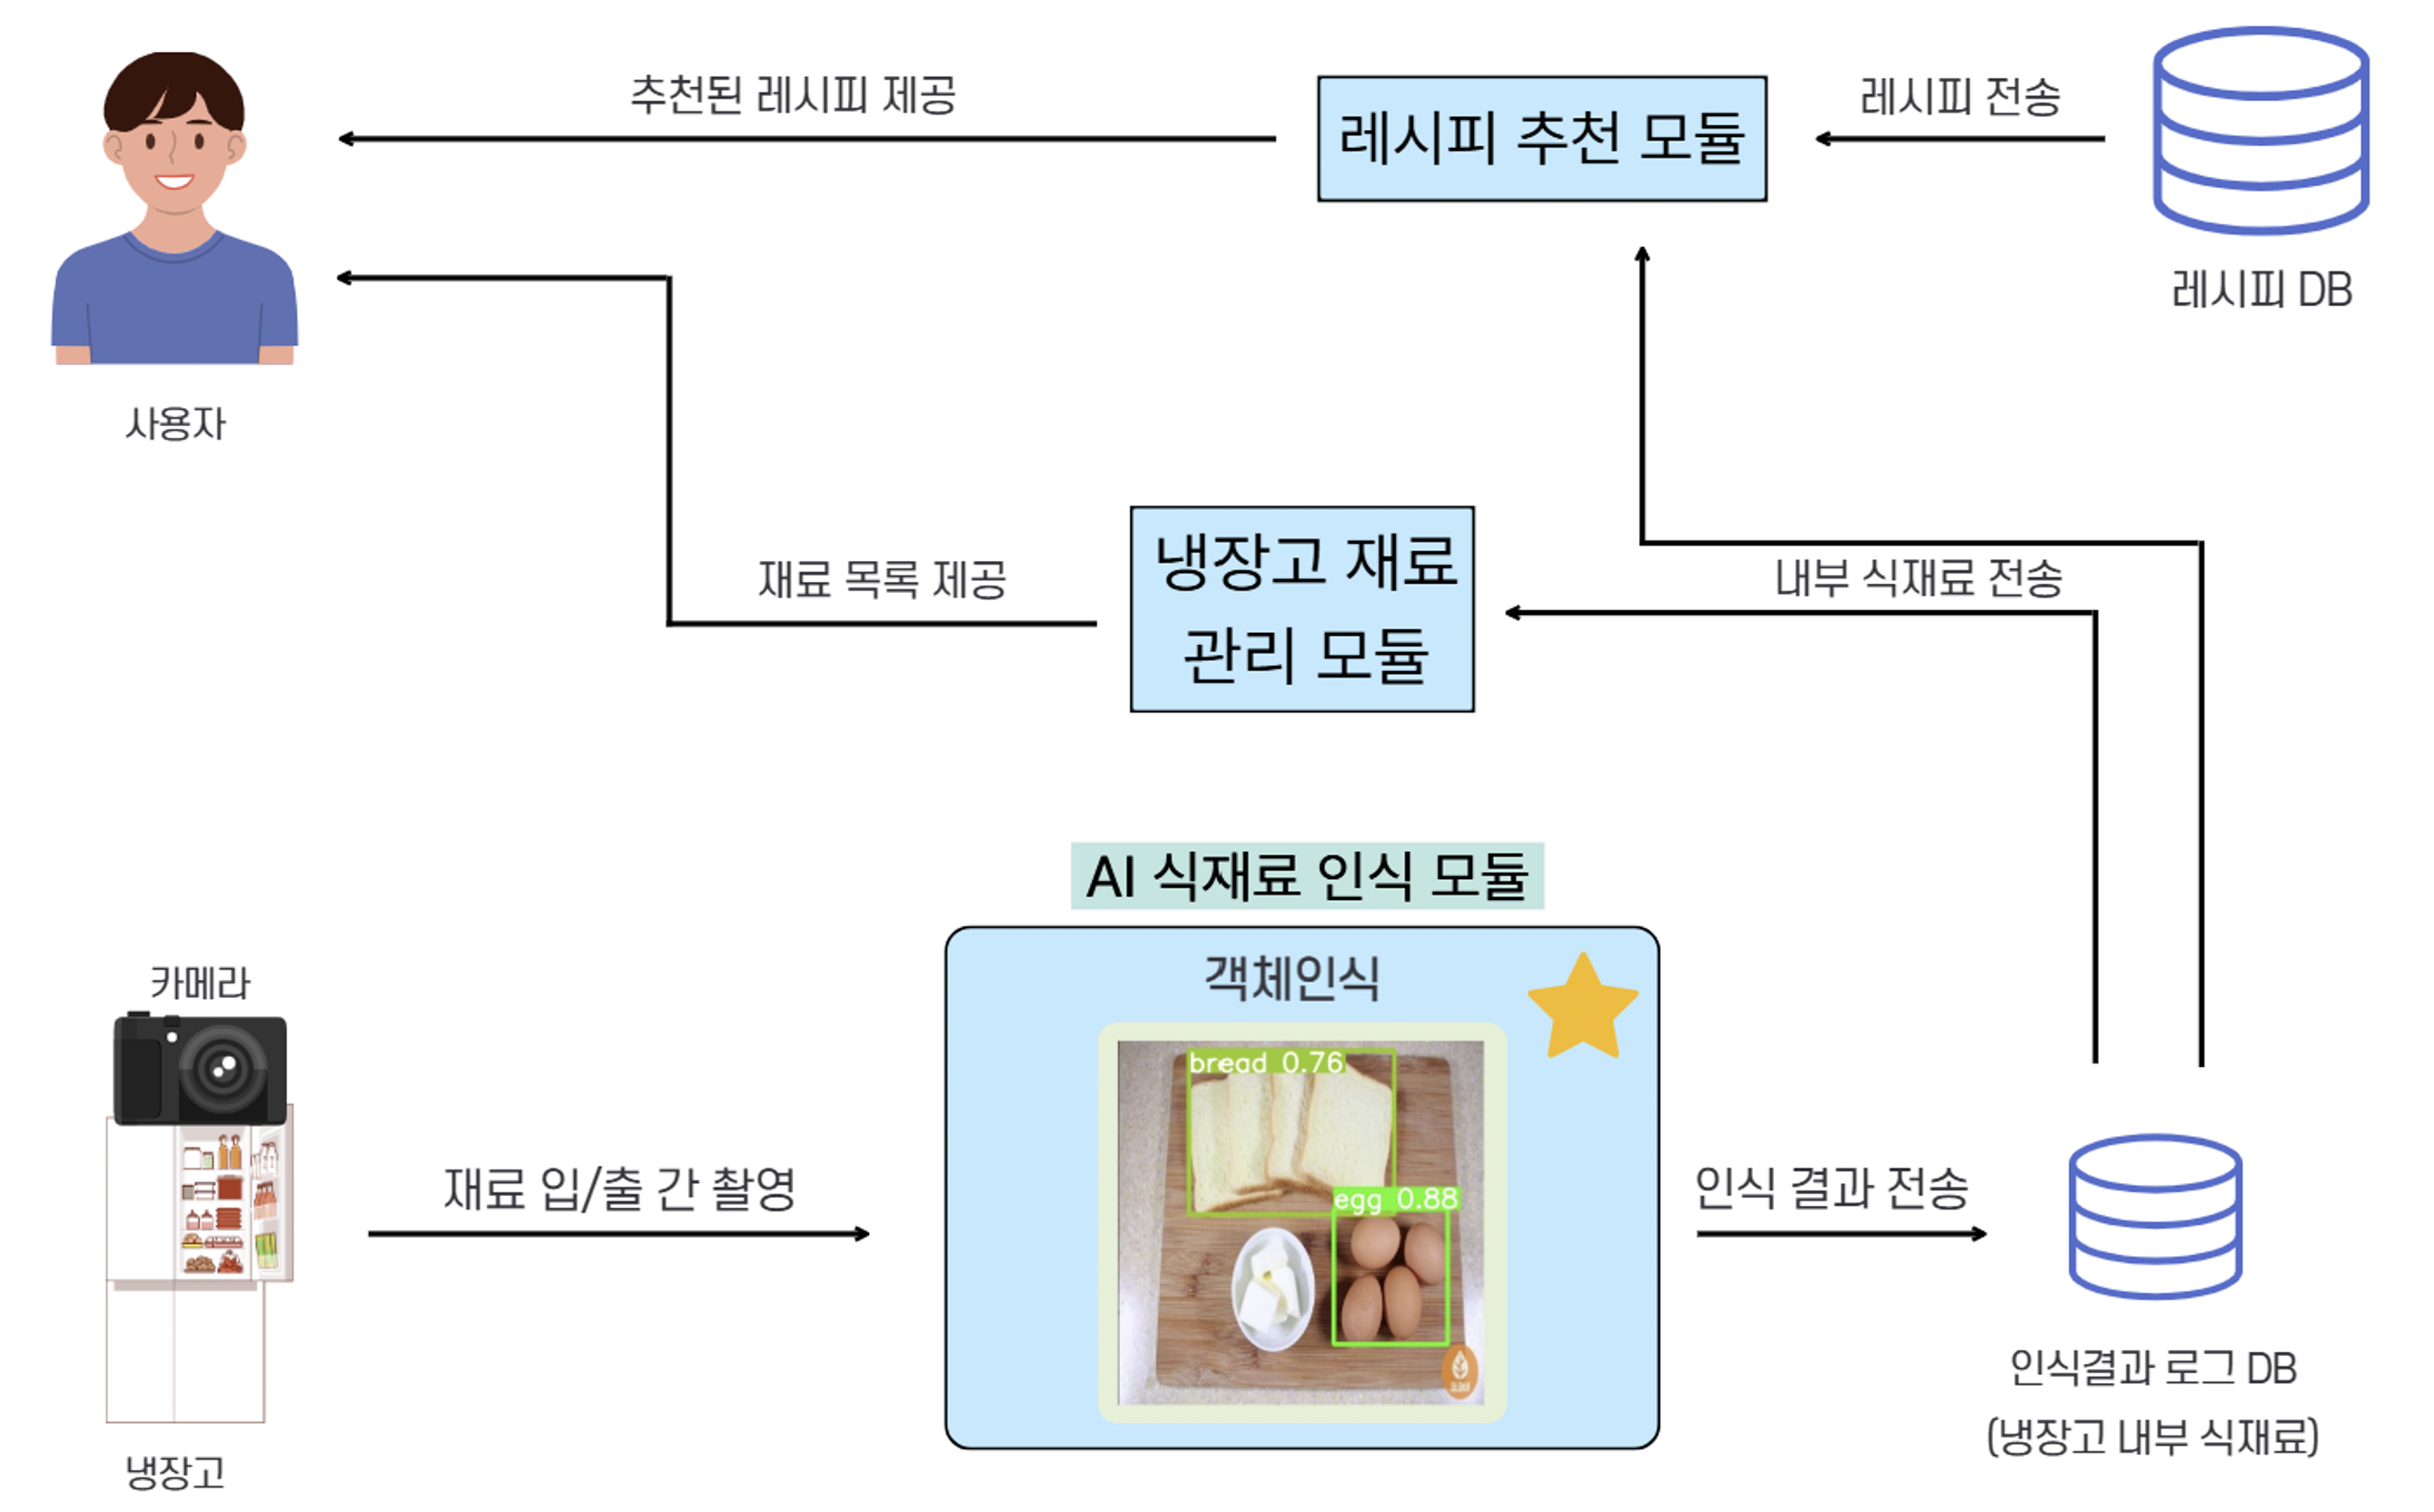 추천된 레시피 제공
레시피 추천 모듈
레시피 전송
레시피 DB
사용자
냉장고 재료
관리 모듈
재료 목록 제공
내부 식재료 전송
AI 식재료 인식 모듈
객체인식
카메라
bread 0.76
egg 0.88
재료 입/출 간 촬영
인식 결과 전송
인식결과 로그 DB
(냉장고 내부 식재료)
냉장고